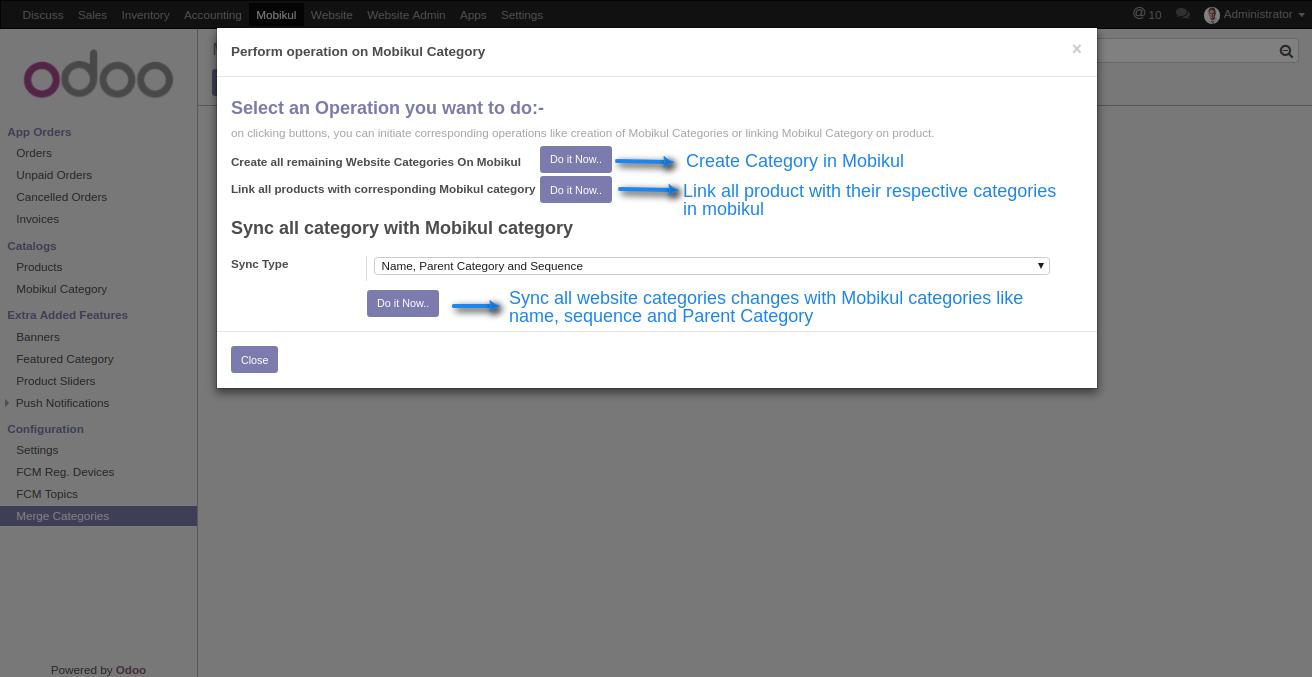 Discuss Sales Inventory Accounting Mobikul Website Website Admin Apps Settings @ 10 Administrator
Perform operation on Mobikul Category ×
odoo
Select an Operation you want to do:-
on clicking buttons, you can initiate corresponding operations like creation of Mobikul Categories or linking Mobikul Category on product.
Create all remaining Website Categories On Mobikul Do it Now.. Create Category in Mobikul
Link all products with corresponding Mobikul category Do it Now.. Link all product with their respective categories
in mobikul
Sync all category with Mobikul category
Sync Type Name, Parent Category and Sequence
Do it Now.. Sync all website categories changes with Mobikul categories like
name, sequence and Parent Category
Close
App Orders
Orders
Unpaid Orders
Cancelled Orders
Invoices
Catalogs
Products
Mobikul Category
Extra Added Features
Banners
Featured Category
Product Sliders
Push Notifications
Configuration
Settings
FCM Reg. Devices
FCM Topics
Merge Categories
Powered by Odoo